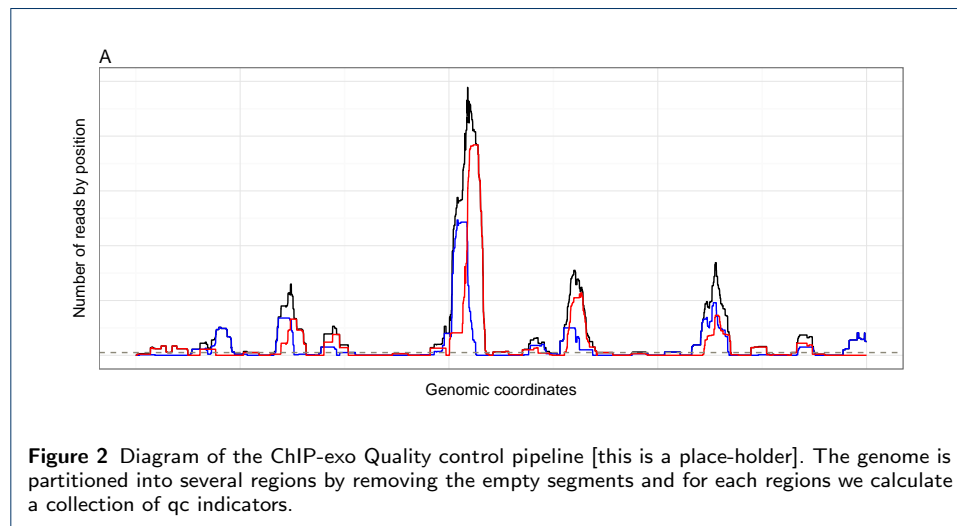 A
Number of reads by position
Genomic coordinates
Figure 2 Diagram of the ChIP-exo Quality control pipeline [this is a place-holder]. The genome is
partitioned into several regions by removing the empty segments and for each regions we calculate
a collection of qc indicators.